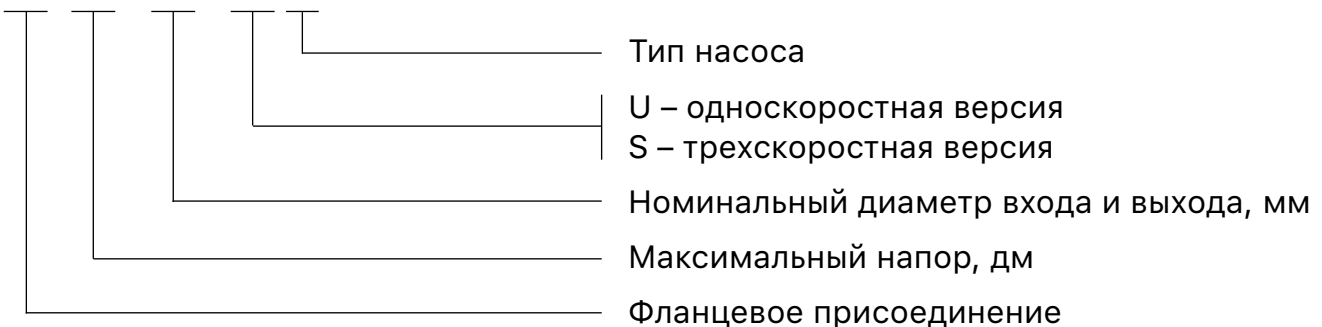 Тип насоса
U – односкоростная версия
S – трехскоростная версия
Номинальный диаметр входа и выхода, мм
Максимальный напор, дм
Фланцевое присоединение